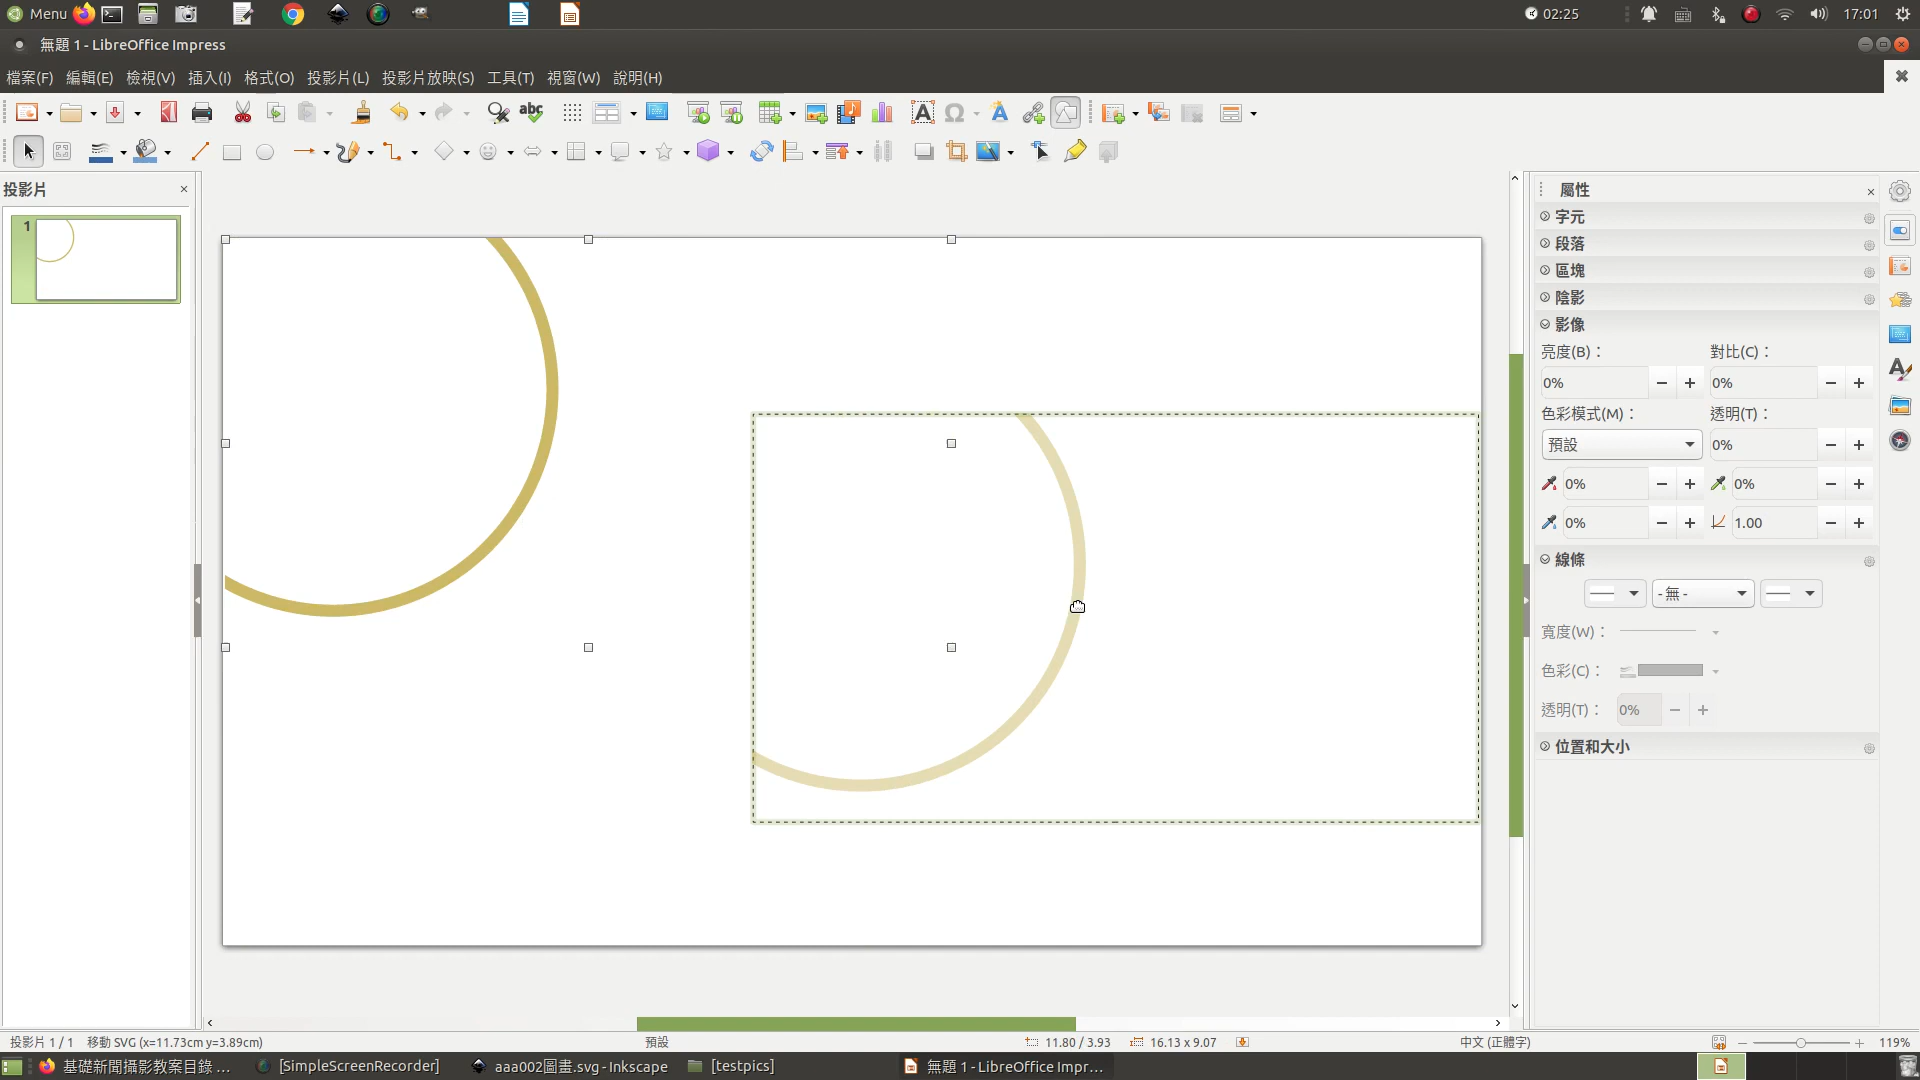 Menu
02:25
17:01
無題 1 - LibreOffice Impress
檔案(F) 編輯(E) 檢視(V) 插入(I) 格式(O) 投影片(L) 投影片放映(S) 工具(T) 視窗(W) 說明(H)
投影片
1
屬性
字元
段落
區塊
陰影
影像
亮度(B)： 對比(C)：
0% 0%
色彩模式(M)： 透明(T)：
預設 0%
0% 0%
0% 1.00
線條
- 無 -
寬度(W)：
色彩(C)：
透明(T)： 0%
位置和大小
投影片 1 / 1 移動 SVG (x=11.73cm y=3.89cm) 預設 11.80 / 3.93 16.13 x 9.07 中文 (正體字) 119%
基礎新聞攝影教案目錄 ... [SimpleScreenRecorder] aaa002圖畫.svg - Inkscape [testpics] 無題 1 - LibreOffice Impr...